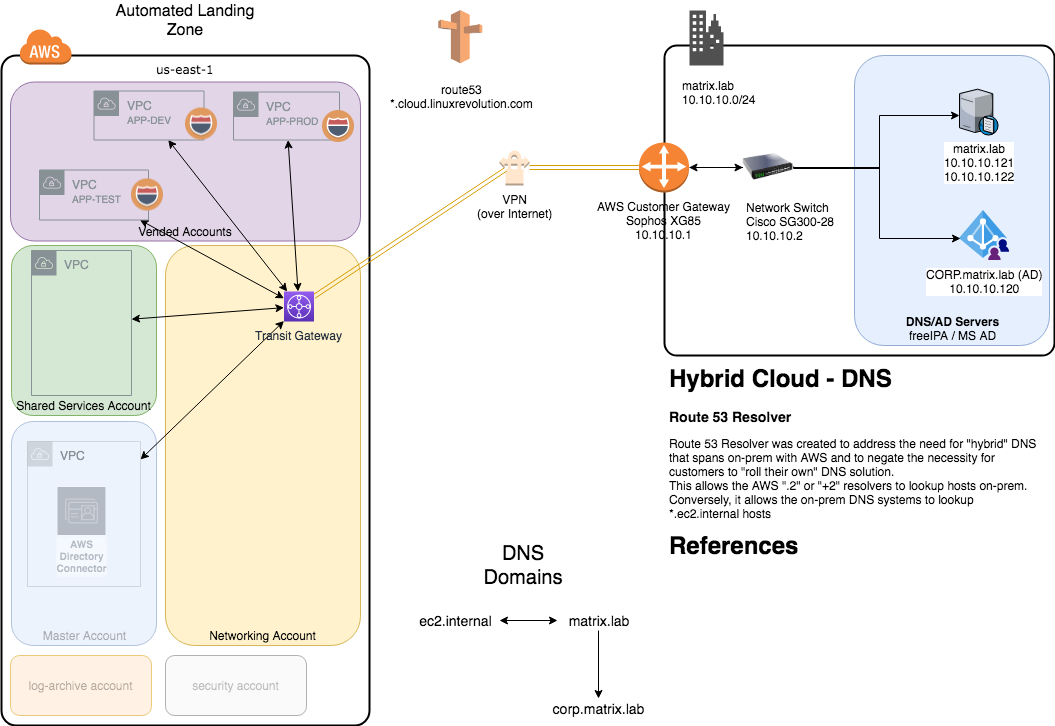 Automated Landing
Zone
AWS
us-east-1
VPC
APP-DEV
VPC
APP-PROD
VPC
APP-TEST
Vended Accounts
VPC
Shared Services Account
Transit Gateway
VPC
AWS
Directory
Connector
Master Account
Networking Account
log-archive account
security account
route53
*.cloud.linuxrevolution.com
VPN
(over Internet)
matrix.lab
10.10.10.0/24
AWS Customer Gateway
Sophos XG85
10.10.10.1
Network Switch
Cisco SG300-28
10.10.10.2
matrix.lab
10.10.10.121
10.10.10.122
CORP.matrix.lab (AD)
10.10.10.120
DNS/AD Servers
freeIPA / MS AD
Hybrid Cloud - DNS
Route 53 Resolver
Route 53 Resolver was created to address the need for "hybrid" DNS
that spans on-prem with AWS and to negate the necessity for
customers to "roll their own" DNS solution.
This allows the AWS ".2" or "+2" resolvers to lookup hosts on-prem.
Conversely, it allows the on-prem DNS systems to lookup
*.ec2.internal hosts
References
DNS
Domains
ec2.internal
matrix.lab
corp.matrix.lab